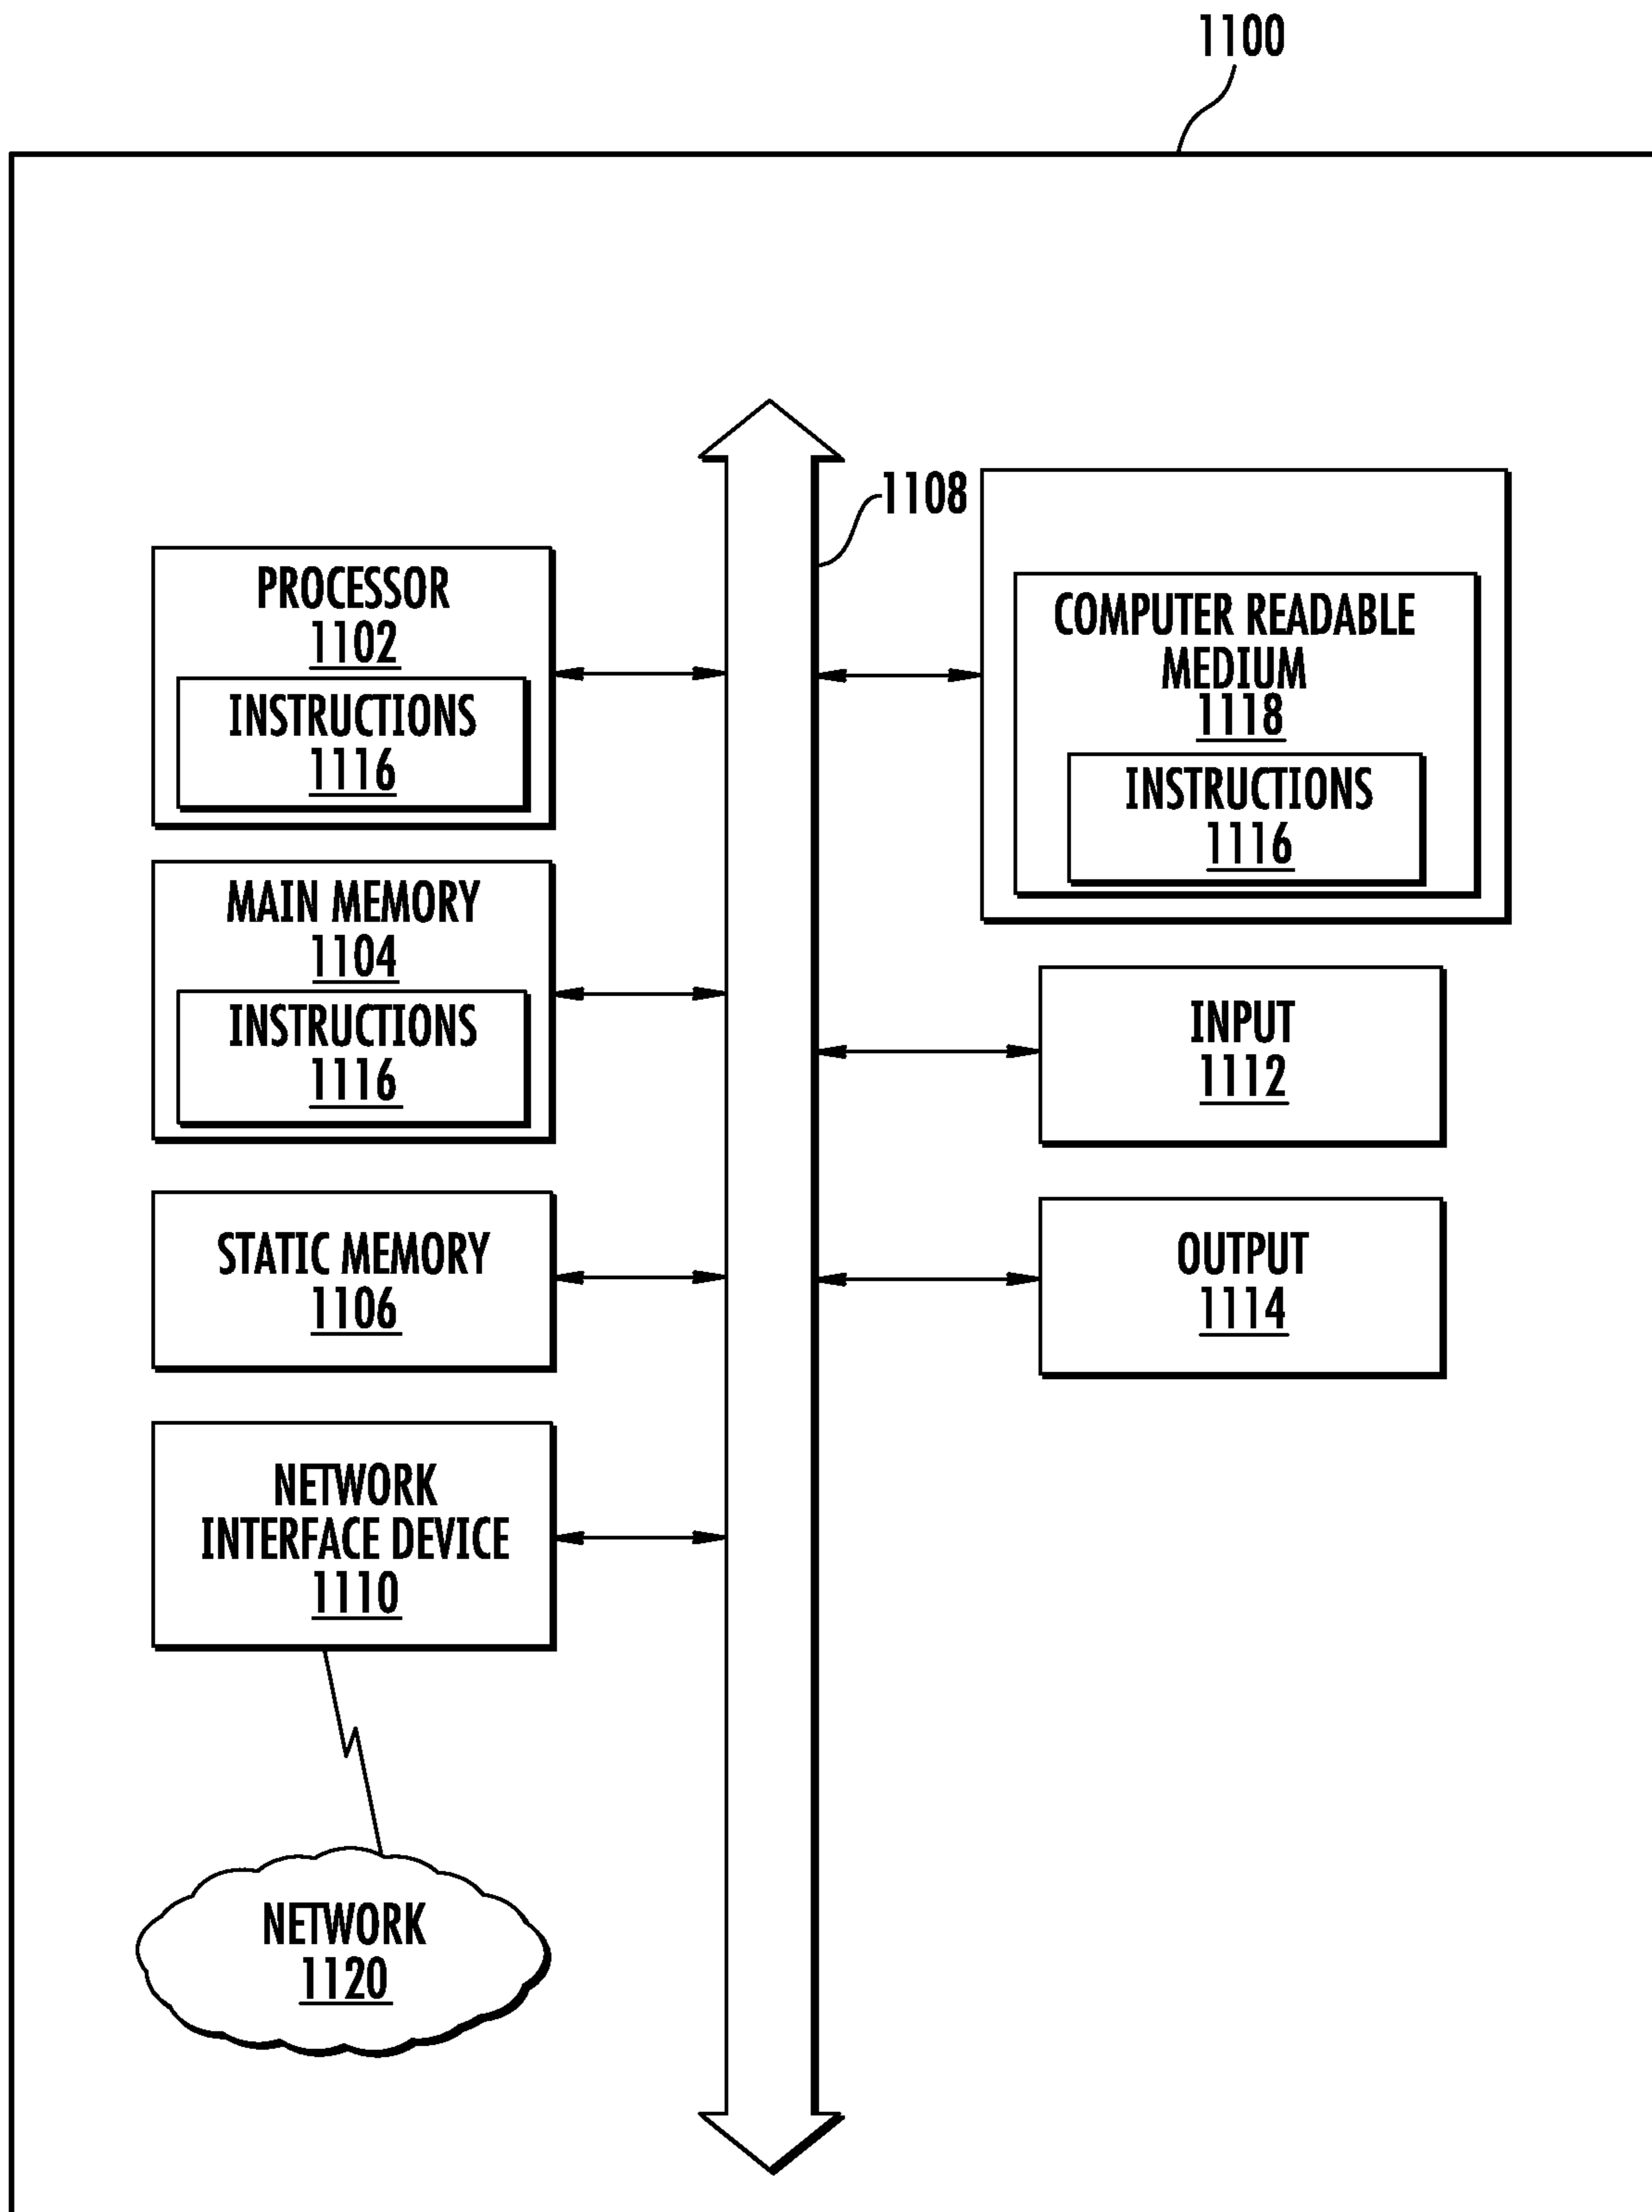 1100
1108
PROCESSOR
1102
INSTRUCTIONS
1116
MAIN MEMORY
1104
INSTRUCTIONS
1116
STATIC MEMORY
1106
NETWORK
INTERFACE DEVICE
1110
NETWORK
1120
COMPUTER READABLE
MEDIUM
1118
INSTRUCTIONS
1116
INPUT
1112
OUTPUT
1114